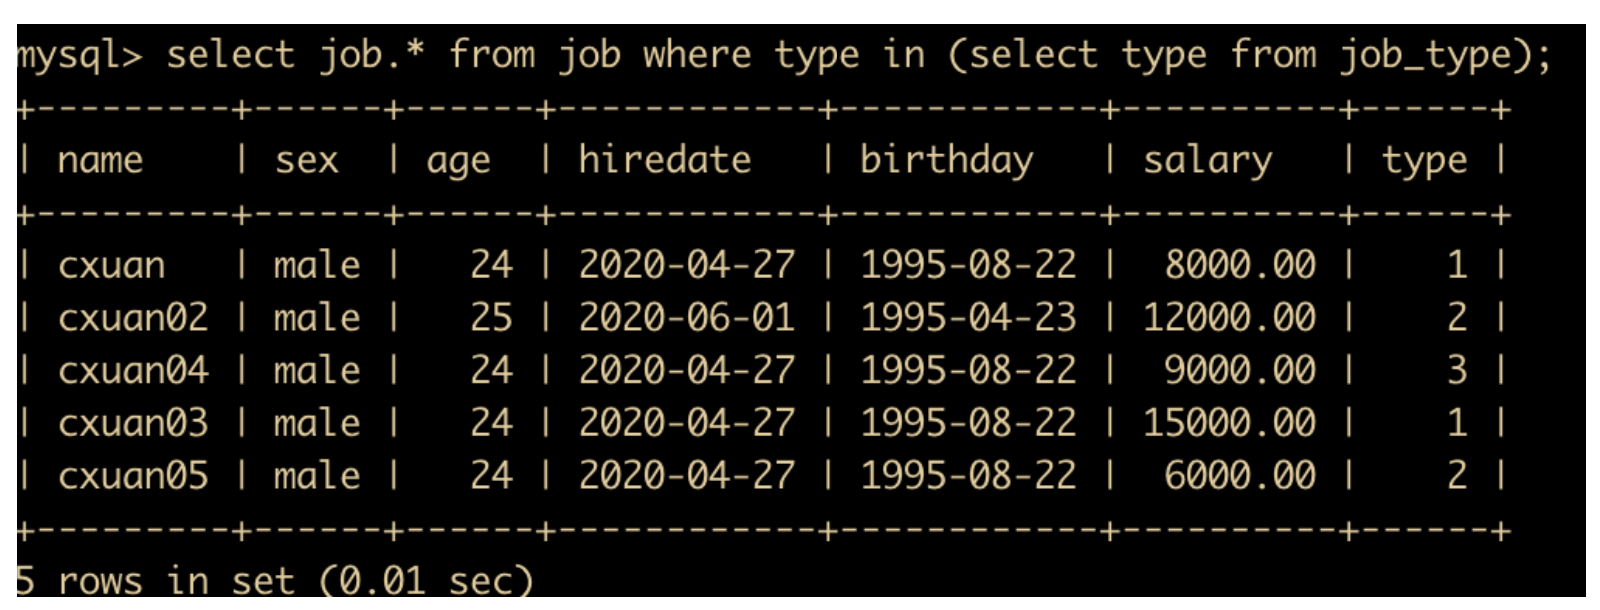 mysql> select job.* from job where type in (select type from job_type);
+---------+------+------+------------+------------+----------+------+
| name    | sex  | age  | hiredate   | birthday   | salary   | type |
+---------+------+------+------------+------------+----------+------+
| cxuan   | male |   24 | 2020-04-27 | 1995-08-22 |  8000.00 |    1 |
| cxuan02 | male |   25 | 2020-06-01 | 1995-04-23 | 12000.00 |    2 |
| cxuan04 | male |   24 | 2020-04-27 | 1995-08-22 |  9000.00 |    3 |
| cxuan03 | male |   24 | 2020-04-27 | 1995-08-22 | 15000.00 |    1 |
| cxuan05 | male |   24 | 2020-04-27 | 1995-08-22 |  6000.00 |    2 |
+---------+------+------+------------+------------+----------+------+
5 rows in set (0.01 sec)